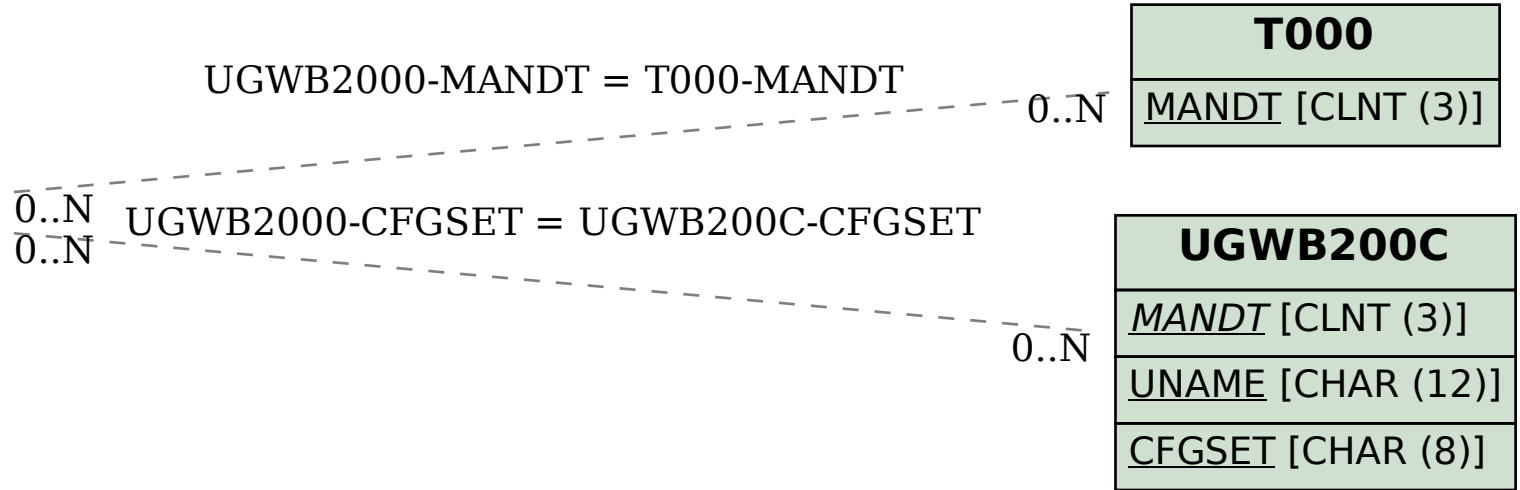 T000
MANDT [CLNT (3)]
UGWB2000-MANDT = T000-MANDT
0..N
0..N
UGWB2000-CFGSET = UGWB200C-CFGSET
0..N
0..N
UGWB200C
MANDT [CLNT (3)]
UNAME [CHAR (12)]
CFGSET [CHAR (8)]